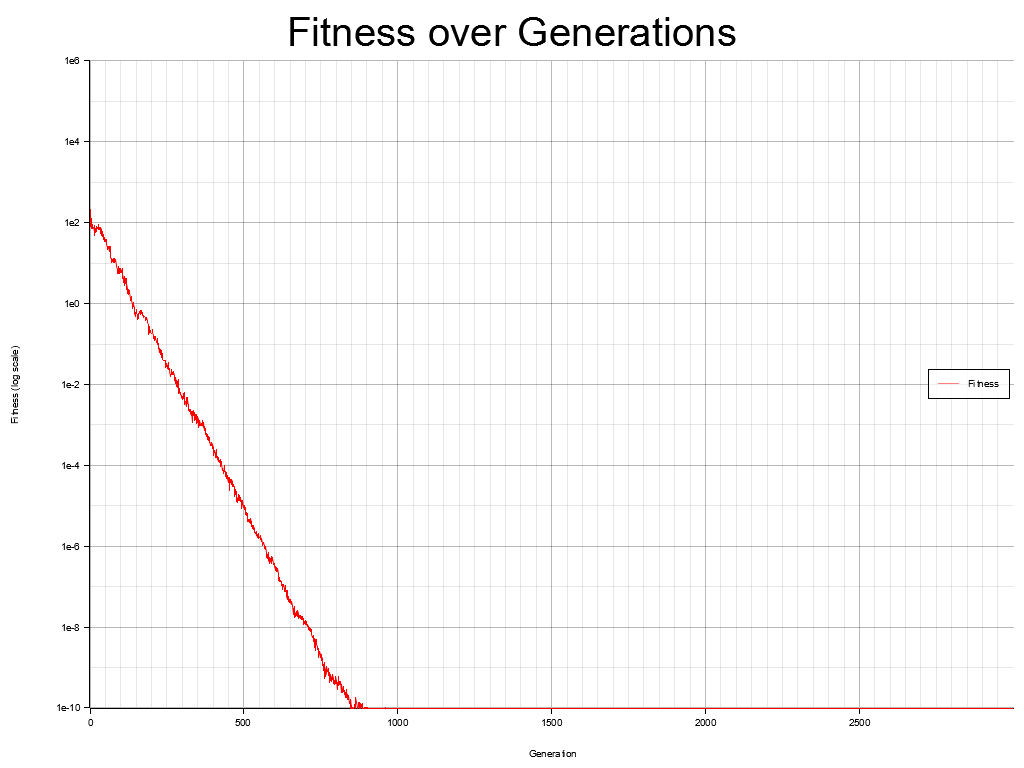 Fitness over Generations
1e6
1e4
1e2
1e0
1e-2
1e-4
1e-6
1e-8
1e-10
Fitness (log scale)
Fitness
0
500
1000
1500
2000
2500
Generation